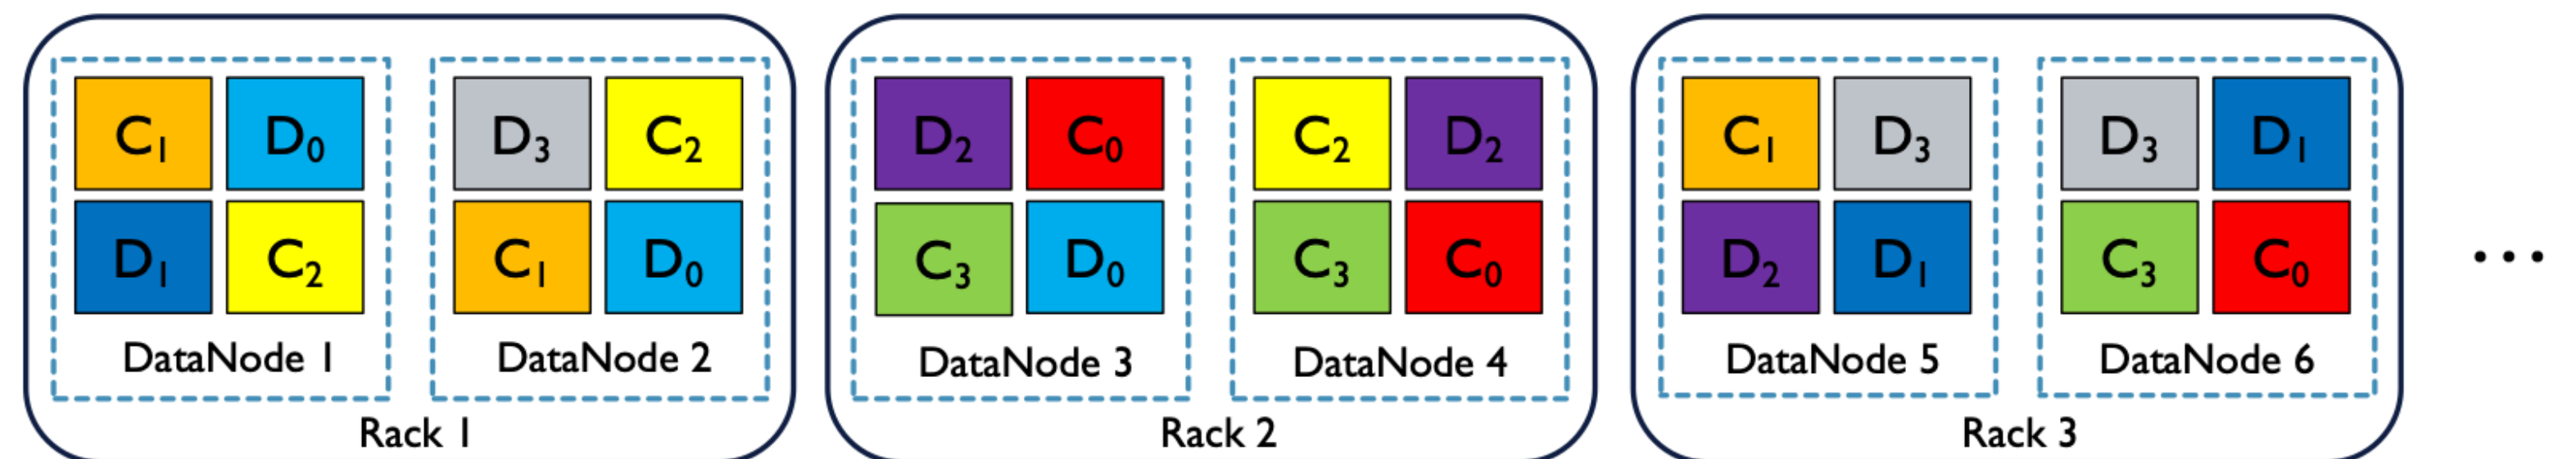 C₁ D₀
D₁ C₂
DataNode 1
D₃ C₂
C₁ D₀
DataNode 2
Rack 1
D₂ C₀
C₃ D₀
DataNode 3
C₂ D₂
C₃ C₀
DataNode 4
Rack 2
C₁ D₃
D₂ D₁
DataNode 5
D₃ D₁
C₃ C₀
DataNode 6
Rack 3
...